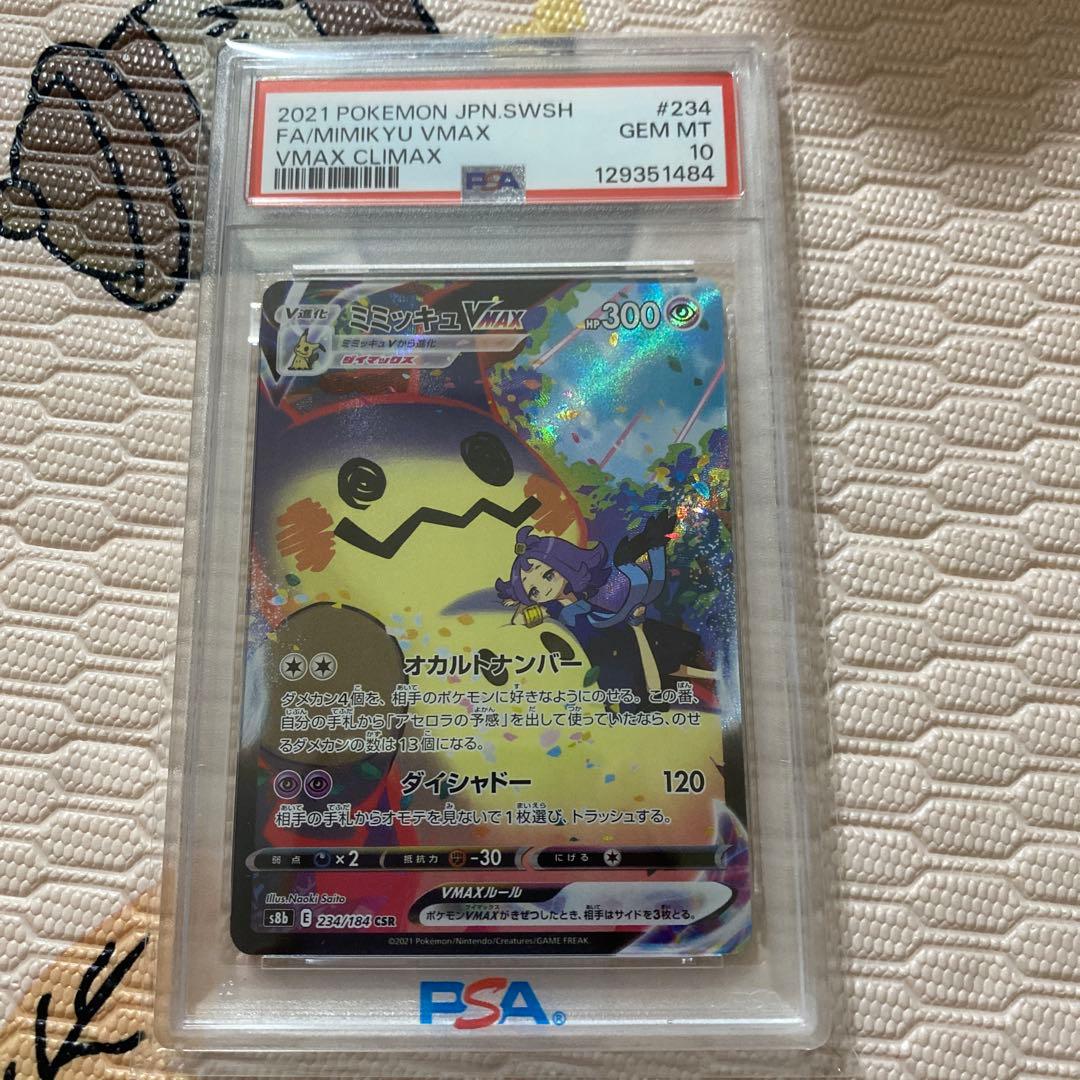 2021 POKEMON JPN.SWSH #234
FA/MIMIKYU VMAX GEM MT
VMAX CLIMAX 10
PSA 129351484
V進化 ミミッキュVMAX HP300
ミミッキュVから進化
ダイマックス
オカルトナンバー
ダメカン4個を、相手のポケモンに好きなようにのせる。この番、
自分の手札から「アセロラの予感」を出して使っていたなら、のせ
るダメカンの数は13個になる。
ダイシャドー 120
相手の手札からオモテを見ないで1枚選び、トラッシュする。
弱点 ×2 抵抗力 -30 にげる
Illus.Naoki Saito
VMAXルール
s8b E 234/184 CSR
ポケモンVMAXがきぜつしたとき、相手はサイドを3枚とる。
©2021 Pokémon/Nintendo/Creatures/GAME FREAK.
PSA®